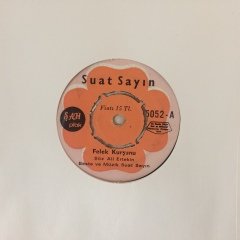 Suat Sayın
Fiatı 15 TL.
5052-A
Felek Kurşunu
Söz Ali Ertekin
Beste ve Müzik Suat Sayın